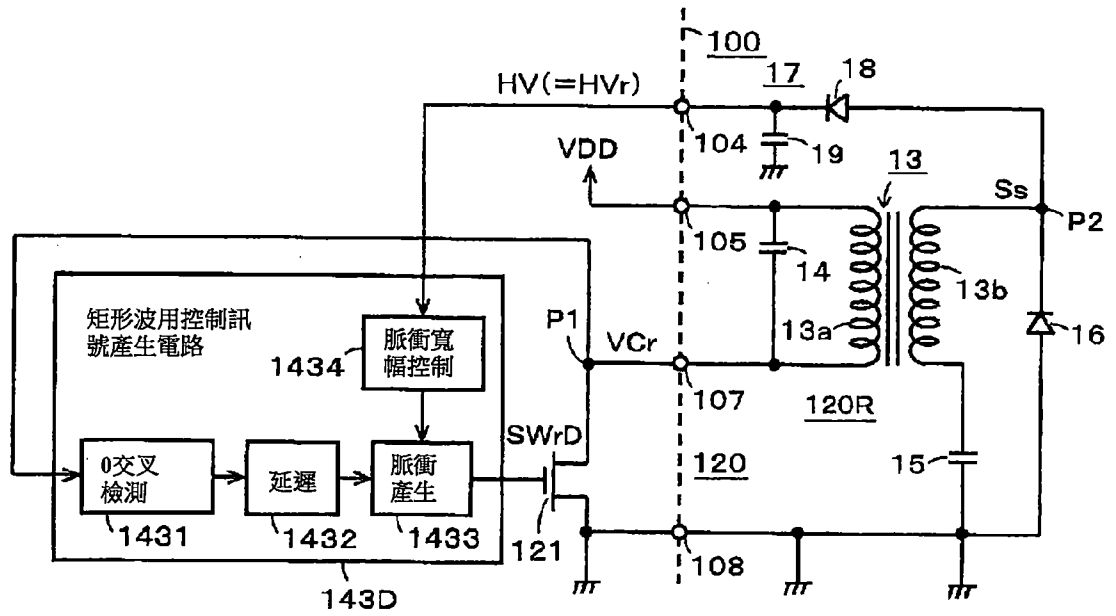 100
17
18
HV(=HVr)
104
19
VDD
13
Ss
P2
105
14
13b
矩形波用控制訊
號產生電路
P1
13a
16
脈衝寬
幅控制
1434
VCr
107
120R
SWrD
120
15
0交叉
檢測
延遲
脈衝
產生
1431
1432
1433
121
108
143D